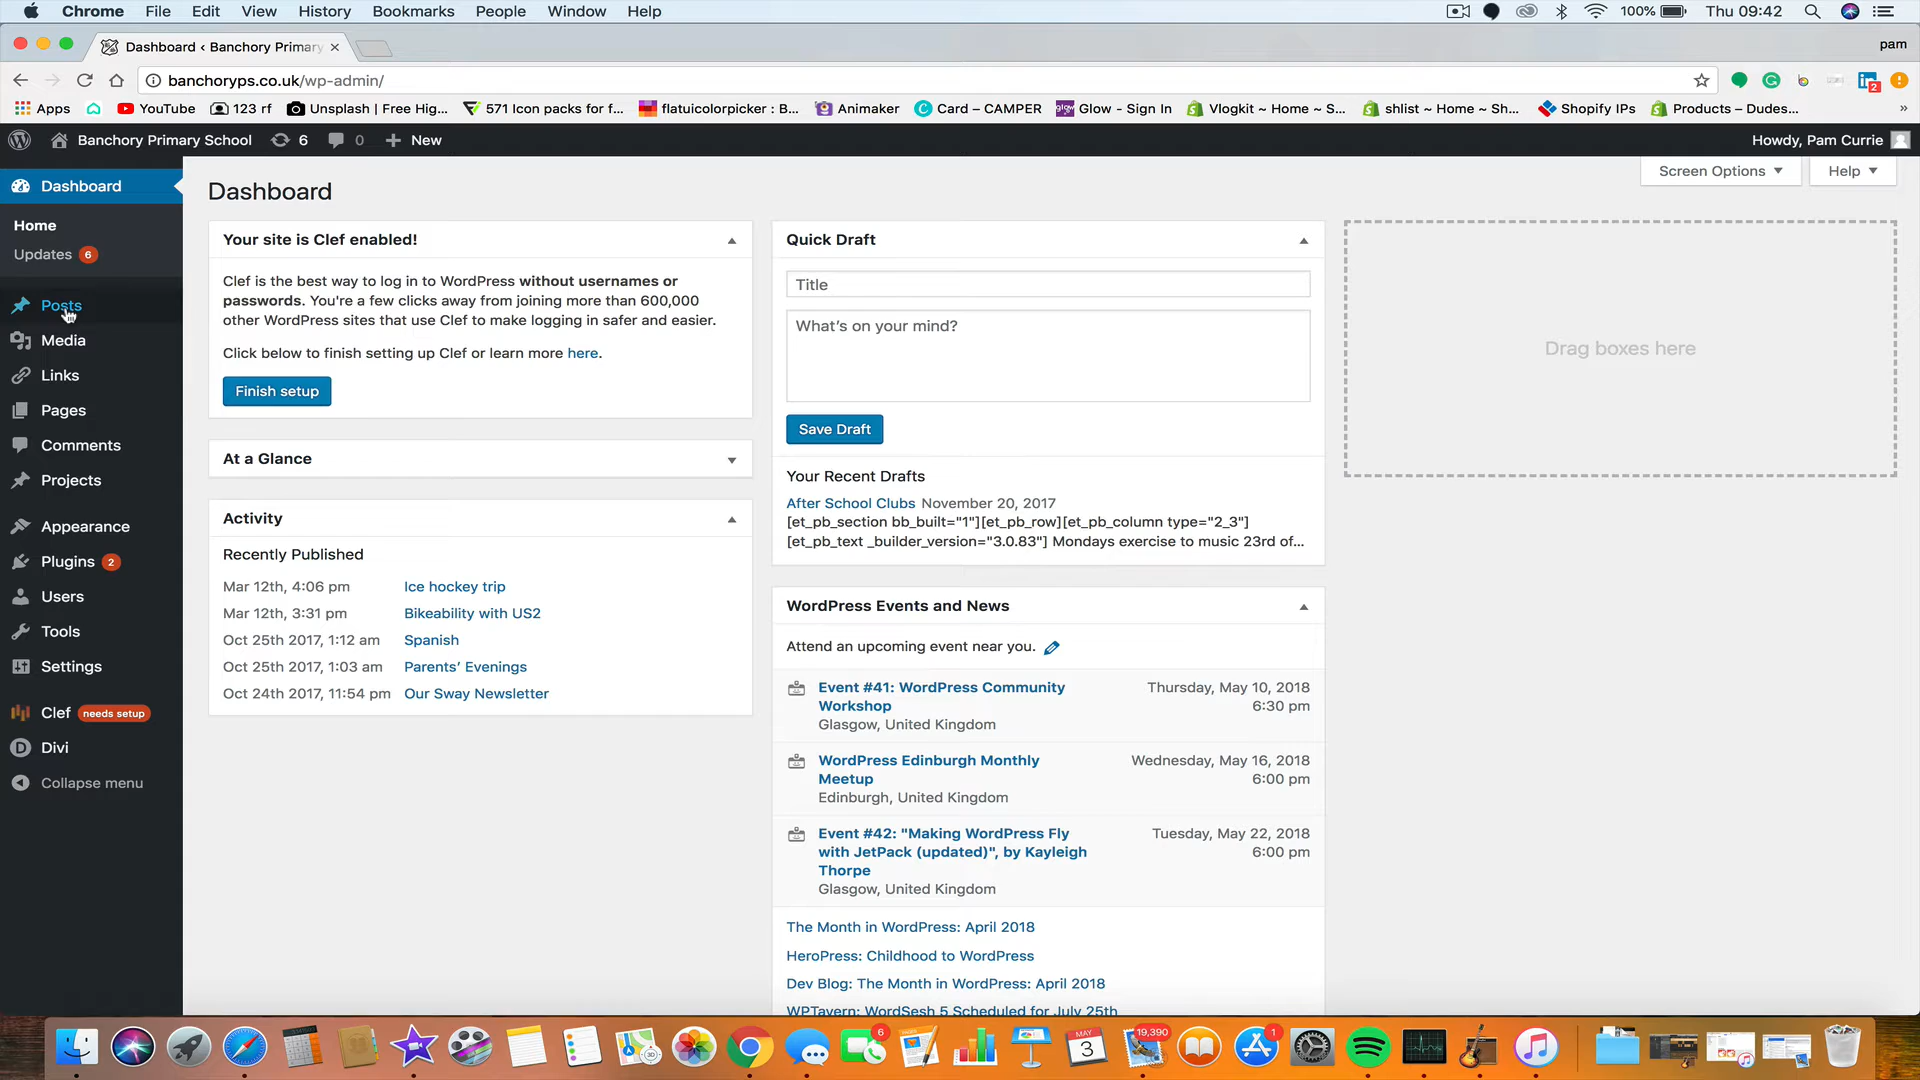 Chrome File Edit View History Bookmarks People Window Help 100% Thu 09:42
Dashboard ‹ Banchory Primary pam
banchoryps.co.uk/wp-admin/ 2
Apps YouTube 123 rf Unsplash | Free Hig... 571 Icon packs for f... flatuicolorpicker : B... Animaker Card – CAMPER glow Glow - Sign In Vlogkit ~ Home ~ S... shlist ~ Home ~ Sh... Shopify IPs Products – Dudes... »
Banchory Primary School 6 0 New Howdy, Pam Currie
Dashboard
Home
Updates 6
Posts
Media
Links
Pages
Comments
Projects
Appearance
Plugins 2
Users
Tools
Settings
Clef needs setup
Divi
Collapse menu
Screen Options Help
Dashboard
Your site is Clef enabled!
Clef is the best way to log in to WordPress without usernames or
passwords. You're a few clicks away from joining more than 600,000
other WordPress sites that use Clef to make logging in safer and easier.
Click below to finish setting up Clef or learn more here.
Finish setup
At a Glance
Activity
Recently Published
Mar 12th, 4:06 pm Ice hockey trip
Mar 12th, 3:31 pm Bikeability with US2
Oct 25th 2017, 1:12 am Spanish
Oct 25th 2017, 1:03 am Parents’ Evenings
Oct 24th 2017, 11:54 pm Our Sway Newsletter
Quick Draft
Title
What’s on your mind?
Save Draft
Your Recent Drafts
After School Clubs November 20, 2017
[et_pb_section bb_built="1"][et_pb_row][et_pb_column type="2_3"]
[et_pb_text _builder_version="3.0.83"] Mondays exercise to music 23rd of...
WordPress Events and News
Attend an upcoming event near you.
Event #41: WordPress Community Thursday, May 10, 2018
Workshop 6:30 pm
Glasgow, United Kingdom
WordPress Edinburgh Monthly Wednesday, May 16, 2018
Meetup 6:00 pm
Edinburgh, United Kingdom
Event #42: "Making WordPress Fly Tuesday, May 22, 2018
with JetPack (updated)", by Kayleigh 6:00 pm
Thorpe
Glasgow, United Kingdom
The Month in WordPress: April 2018
HeroPress: Childhood to WordPress
Dev Blog: The Month in WordPress: April 2018
WPTavern: WordSesh 5 Scheduled for July 25th
Drag boxes here
6 MAY 3 19,390 1